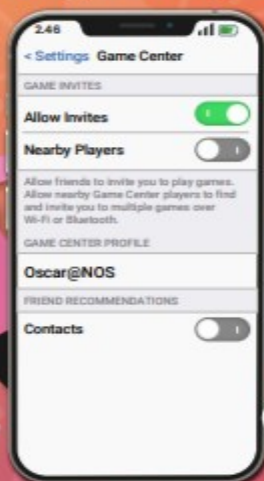 2.46
< Settings Game Center
GAME INVITES
Allow Invites
Nearby Players
Allow friends to invite you to play games.
Allow nearby Game Center players to find
and invite you to multiple games over
Wi-Fi or Bluetooth.
GAME CENTER PROFILE
Oscar@NOS
FRIEND RECOMMENDATIONS
Contacts